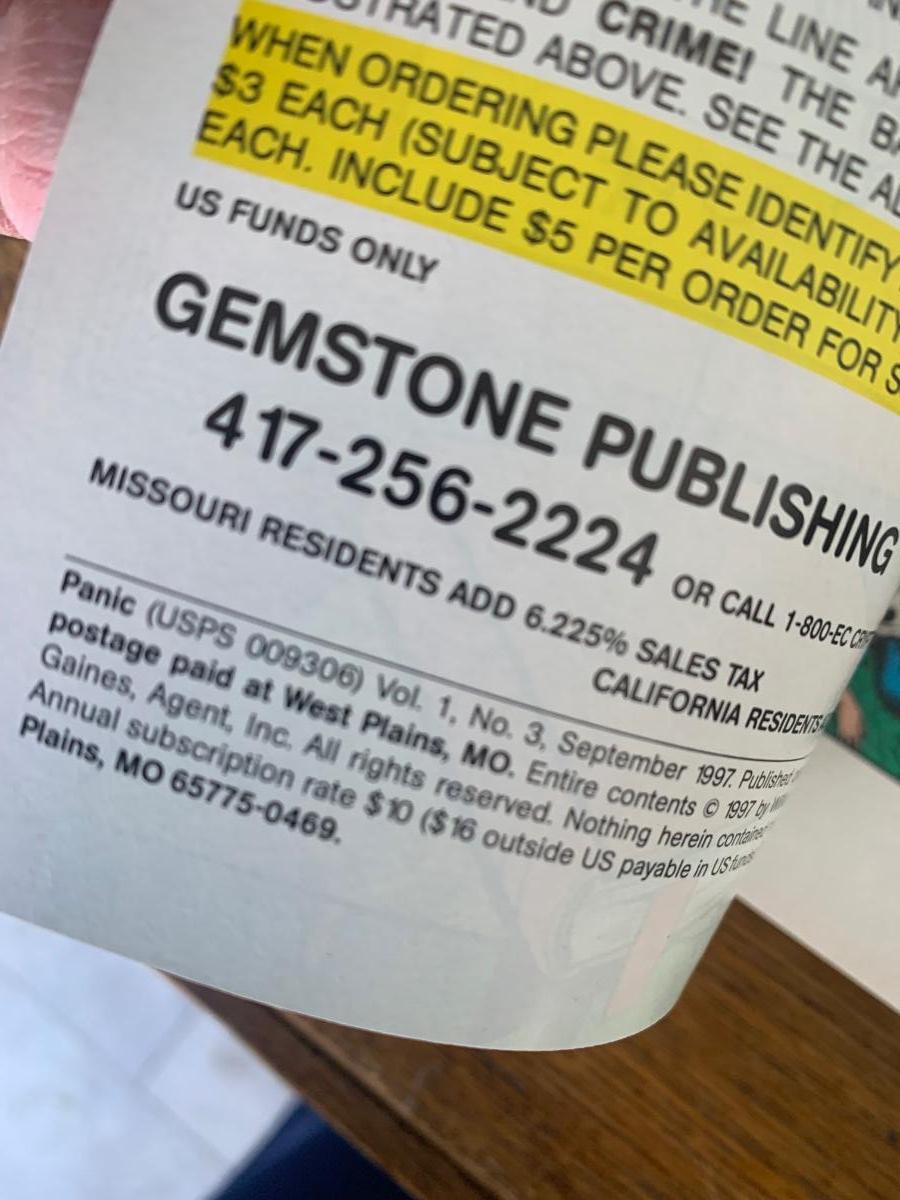 THE LINE
CRIME! THE
ABOVE. SEE THE
WHEN ORDERING PLEASE IDENTIFY
$3 EACH (SUBJECT TO AVAILABILITY
EACH. INCLUDE $5 PER ORDER FOR
US FUNDS ONLY
GEMSTONE PUBLISHING
417-256-2224 OR CALL 1-800-EC
MISSOURI RESIDENTS ADD 6.225% SALES TAX
CALIFORNIA RESIDENTS
Panic (USPS 009306) Vol. 1, No. 3, September 1997. Published
postage paid at West Plains, MO. Entire contents © 1997 by
Gaines, Agent, Inc. All rights reserved. Nothing herein
Annual subscription rate $10 ($16 outside US payable in US
Plains, MO 65775-0469.